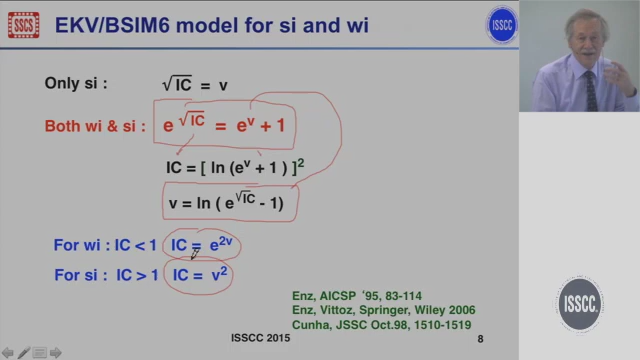 SSCS
EKV/BSIM6 model for si and wi
ISSCC
Only si : √IC = v
Both wi & si : e^√IC = e^v + 1
IC = [ ln (e^v + 1 ) ]^2
v = ln ( e^√IC - 1)
For wi : IC < 1 IC = e^2v
For si : IC > 1 IC = v^2
Enz, AICSP '95, 83-114
Enz, Vittoz, Springer, Wiley 2006
Cunha, JSSC Oct.98, 1510-1519
ISSCC
ISSCC 2015 8